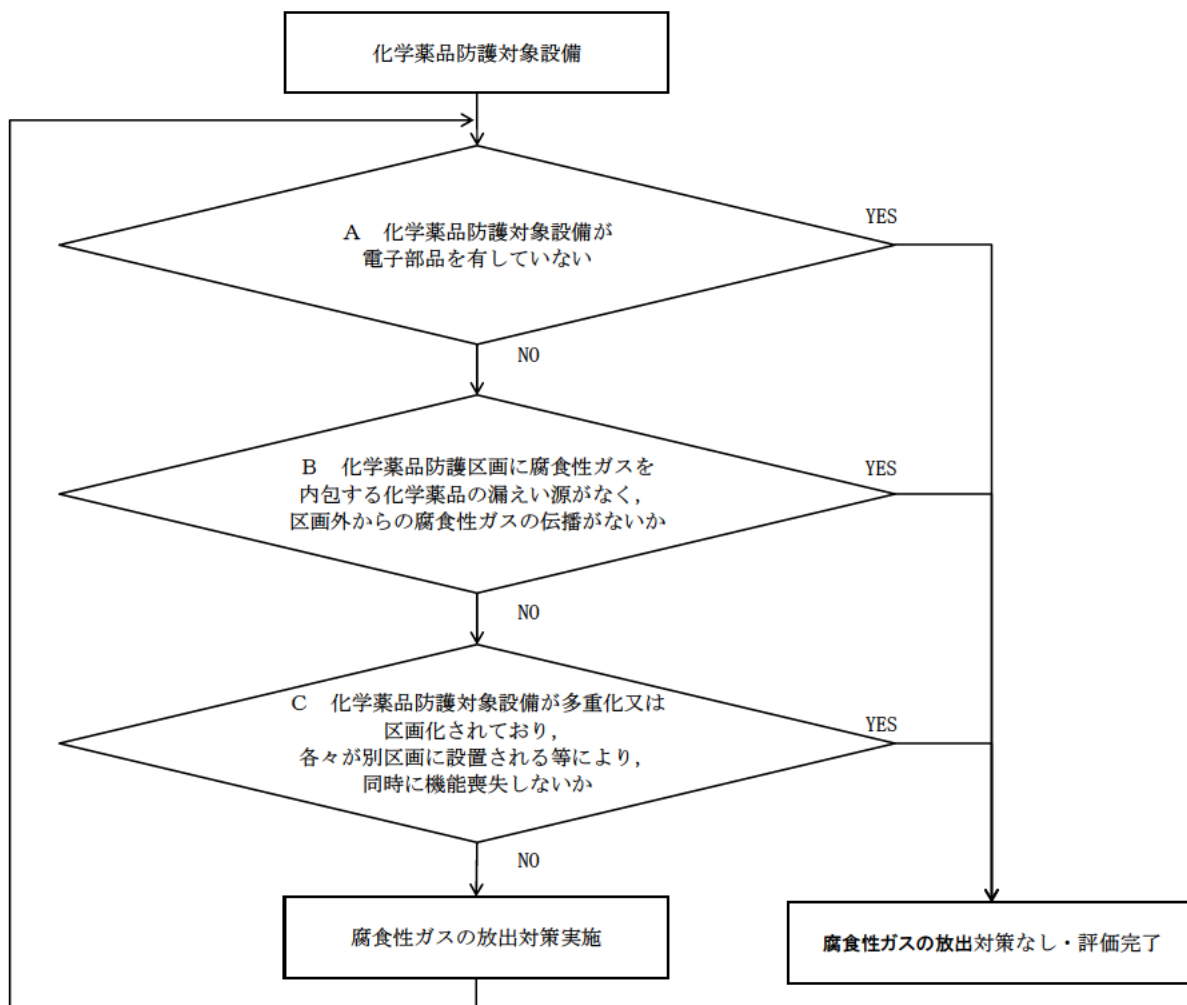 化学薬品防護対象設備
A　化学薬品防護対象設備が
電子部品を有していない
YES
NO
B　化学薬品防護区画に腐食性ガスを
内包する化学薬品の漏えい源がなく，
区画外からの腐食性ガスの伝播がないか
YES
NO
C　化学薬品防護対象設備が多重化又は
区画化されており，
各々が別区画に設置される等により，
同時に機能喪失しないか
YES
NO
腐食性ガスの放出対策実施
腐食性ガスの放出対策なし・評価完了